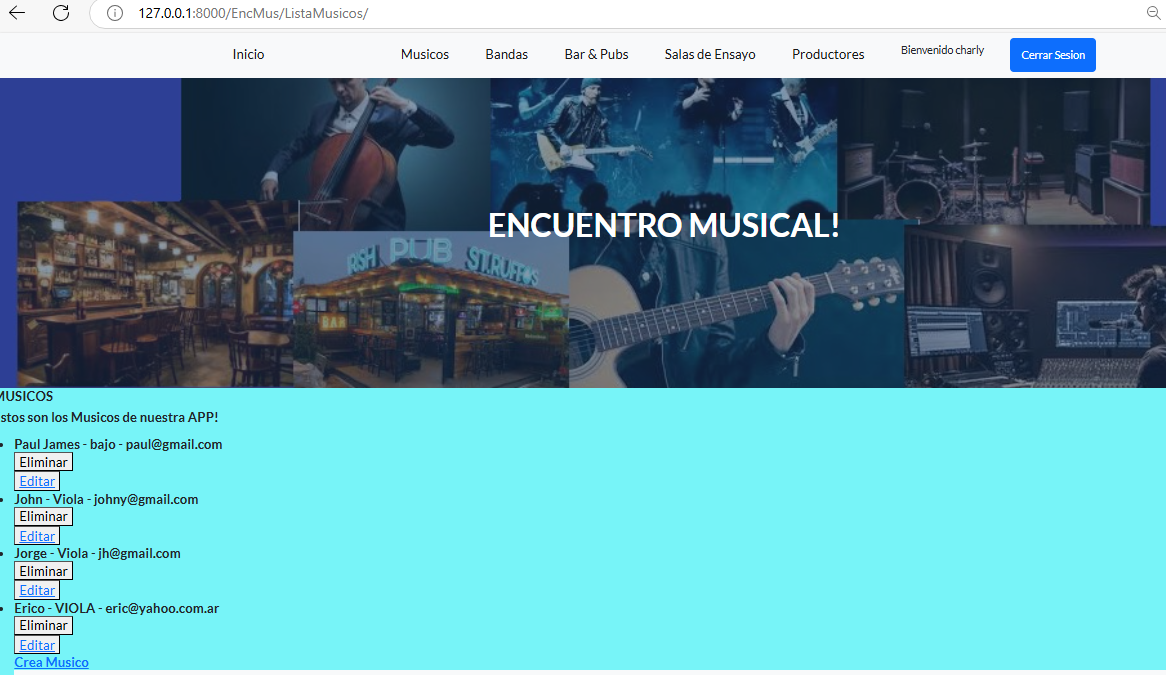 127.0.0.1:8000/EncMus/ListaMusicos/
Inicio Musicos Bandas Bar & Pubs Salas de Ensayo Productores Bienvenido charly Cerrar Sesion
ENCUENTRO MUSICAL!
PUB
BAR
MUSICOS
stos son los Musicos de nuestra APP!
Paul James - bajo - paul@gmail.com
Eliminar
Editar
John - Viola - johny@gmail.com
Eliminar
Editar
Jorge - Viola - jh@gmail.com
Eliminar
Editar
Erico - VIOLA - eric@yahoo.com.ar
Eliminar
Editar
Crea Musico